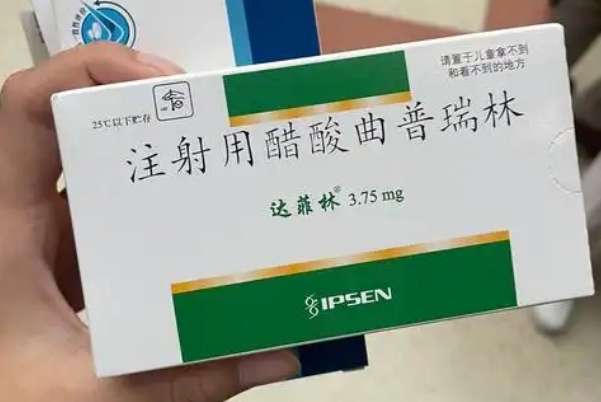 25℃以下贮存
请置于儿童拿不到
和看不到的地方
注射用醋酸曲普瑞林
达菲林® 3.75 mg
IPSEN